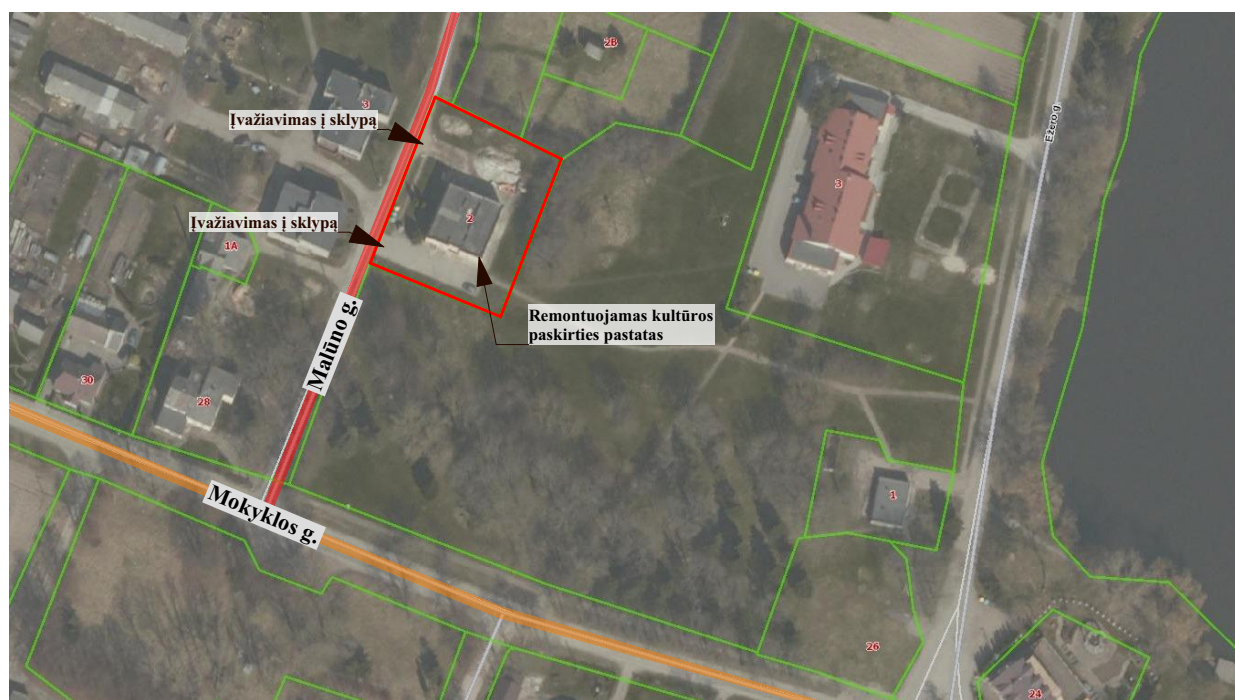 2B
3
Įvažiavimas į sklypą
Ežero g.
3
2
Įvažiavimas į sklypą
1A
Remontuojamas kultūros
paskirties pastatas
Malūno g.
30
28
Mokyklos g.
1
26
24